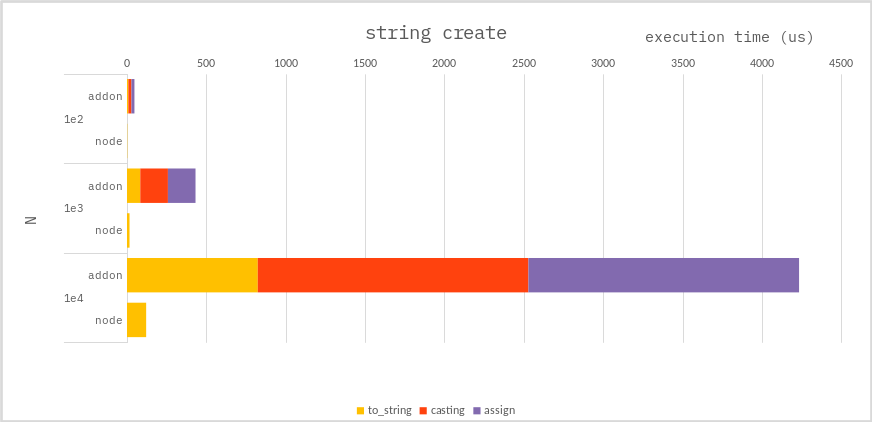 string create
execution time (us)
0 500 1000 1500 2000 2500 3000 3500 4000 4500
addon
1e2
node
addon
1e3
N
node
addon
1e4
node
to_string casting assign